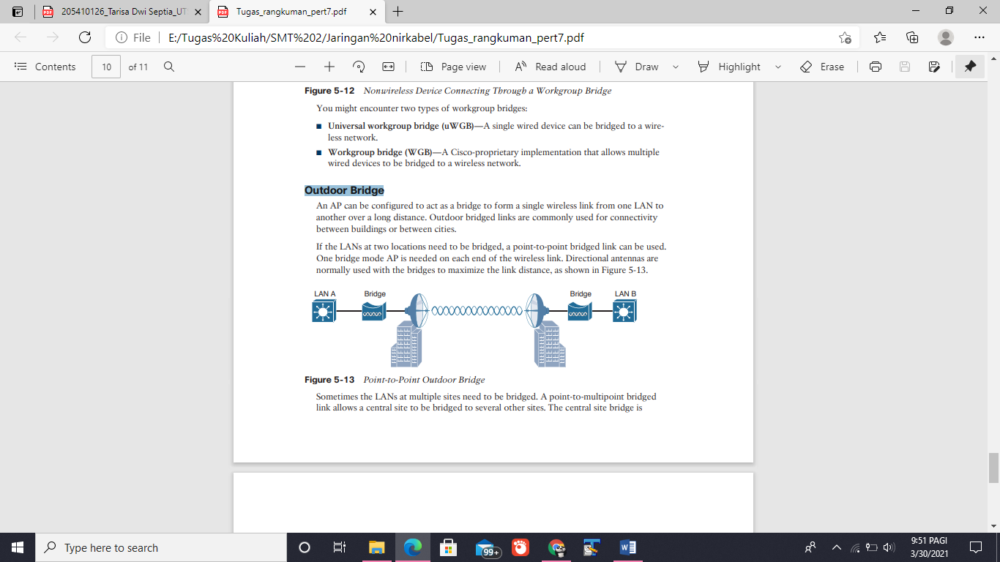 205410126_Tarisa Dwi Septia_UT
Tugas_rangkuman_pert7.pdf
File
E:/Tugas%20Kuliah/SMT%202/Jaringan%20nirkabel/Tugas_rangkuman_pert7.pdf
Contents
10
of 11
Page view
Read aloud
Draw
Highlight
Erase
Figure 5-12 Nonwireless Device Connecting Through a Workgroup Bridge
You might encounter two types of workgroup bridges:
■ Universal workgroup bridge (uWGB)—A single wired device can be bridged to a wire-
less network.
■ Workgroup bridge (WGB)—A Cisco-proprietary implementation that allows multiple
wired devices to be bridged to a wireless network.
Outdoor Bridge
An AP can be configured to act as a bridge to form a single wireless link from one LAN to
another over a long distance. Outdoor bridged links are commonly used for connectivity
between buildings or between cities.
If the LANs at two locations need to be bridged, a point-to-point bridged link can be used.
One bridge mode AP is needed on each end of the wireless link. Directional antennas are
normally used with the bridges to maximize the link distance, as shown in Figure 5-13.
LAN A Bridge Bridge LAN B
Figure 5-13 Point-to-Point Outdoor Bridge
Sometimes the LANs at multiple sites need to be bridged. A point-to-multipoint bridged
link allows a central site to be bridged to several other sites. The central site bridge is
Type here to search
99+
9:51 PAGI
3/30/2021